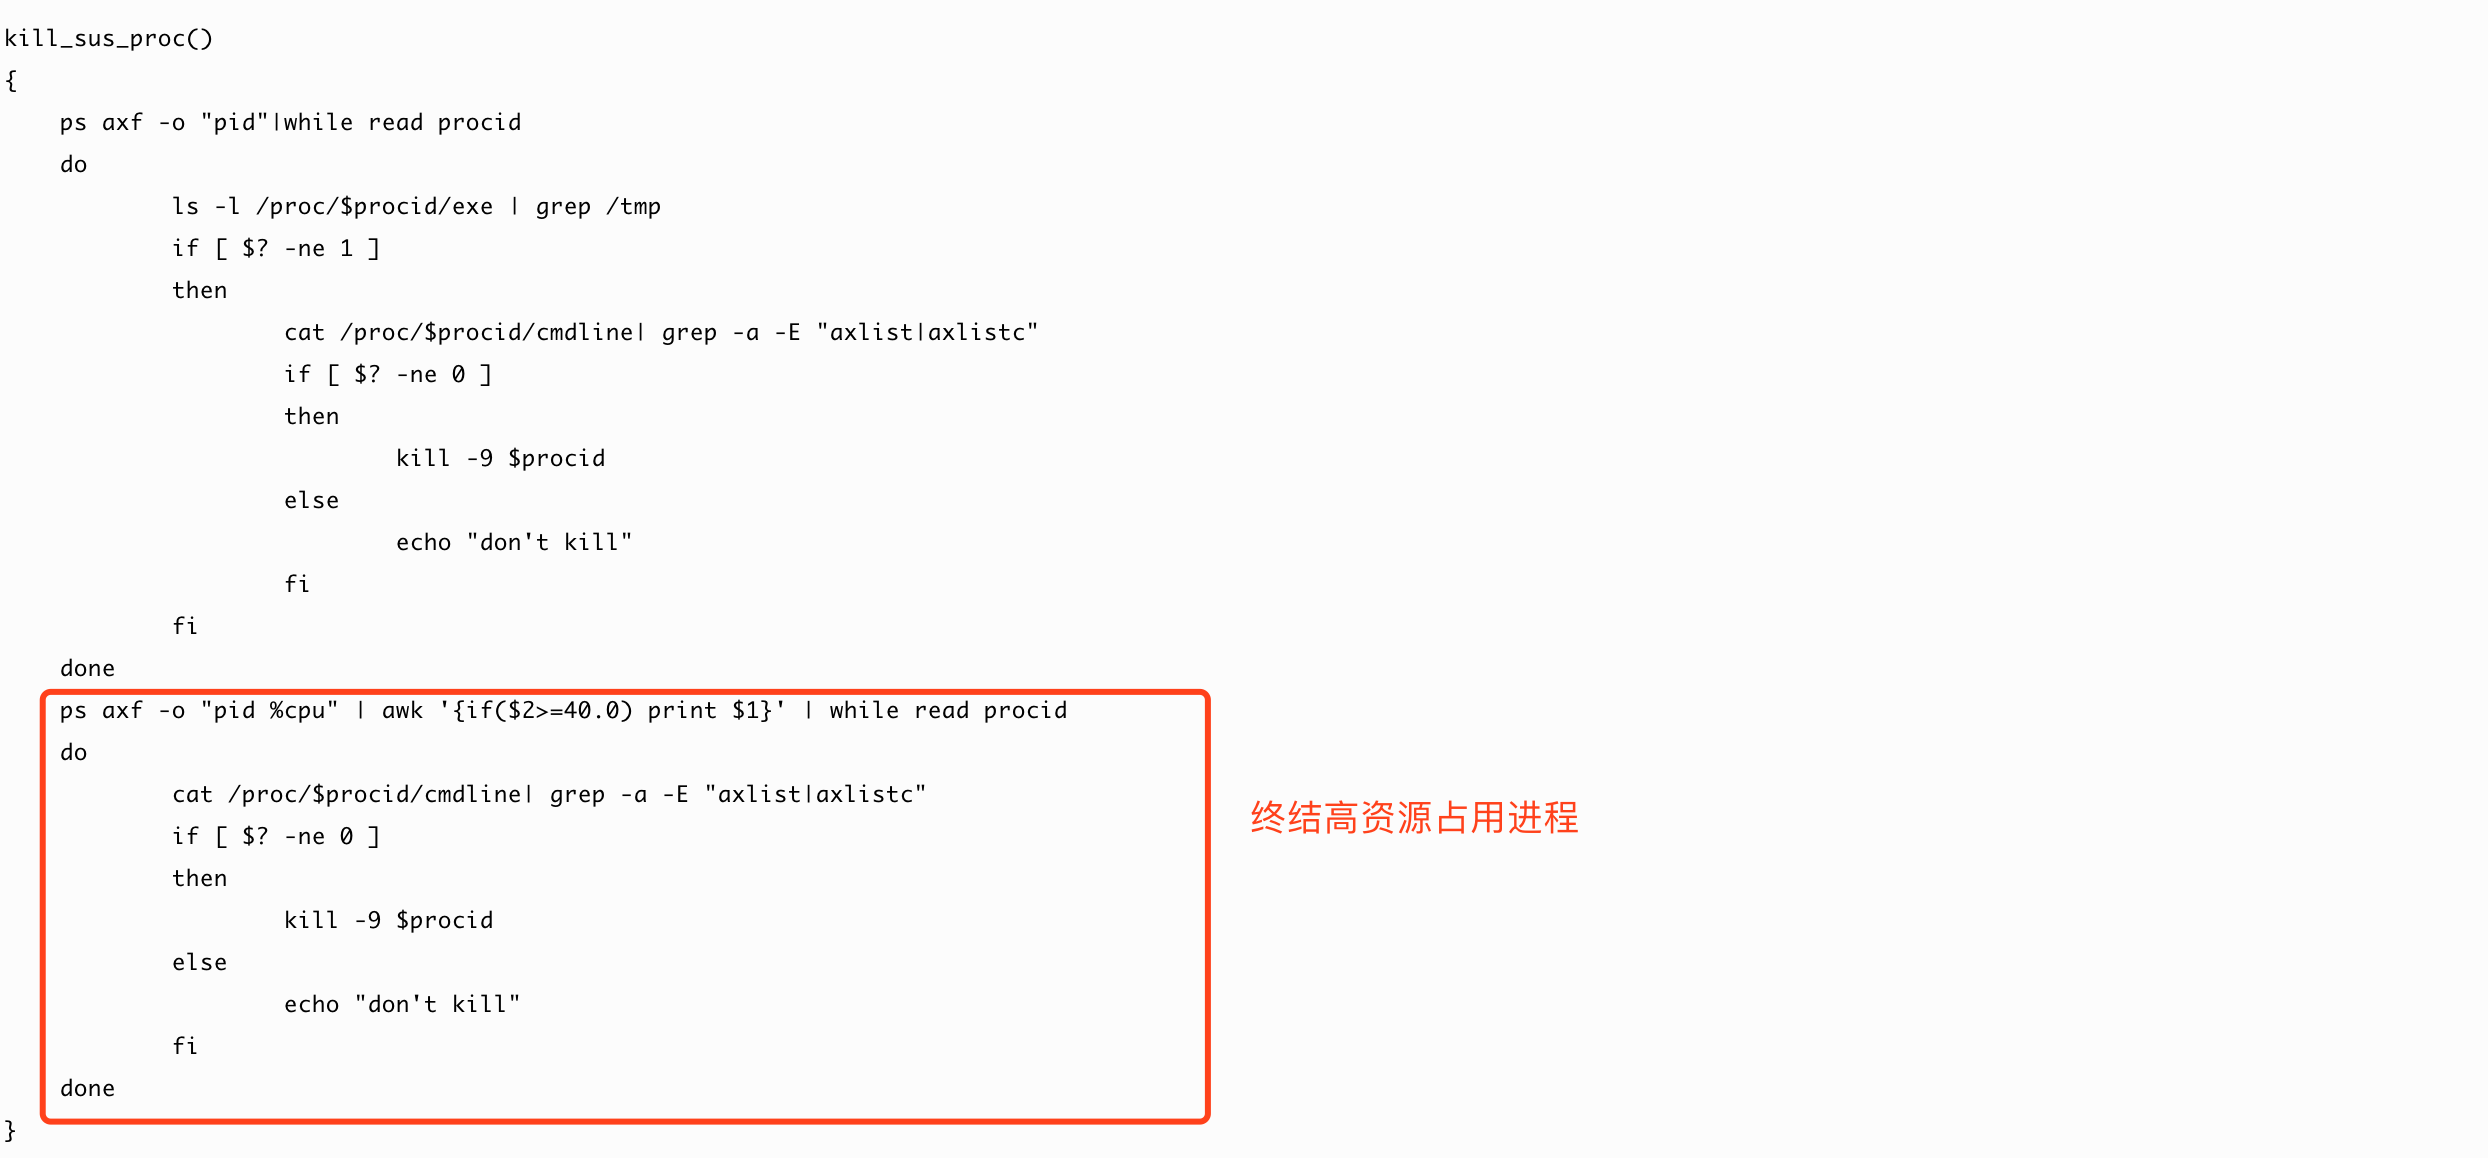 kill_sus_proc()
{
    ps axf -o "pid"|while read procid
    do
            ls -l /proc/$procid/exe | grep /tmp
            if [ $? -ne 1 ]
            then
                    cat /proc/$procid/cmdline| grep -a -E "axlist|axlistc"
                    if [ $? -ne 0 ]
                    then
                            kill -9 $procid
                    else
                            echo "don't kill"
                    fi
            fi
    done
    ps axf -o "pid %cpu" | awk '{if($2>=40.0) print $1}' | while read procid
    do
            cat /proc/$procid/cmdline| grep -a -E "axlist|axlistc"
            if [ $? -ne 0 ]
            then
                    kill -9 $procid
            else
                    echo "don't kill"
            fi
    done
}
终结高资源占用进程